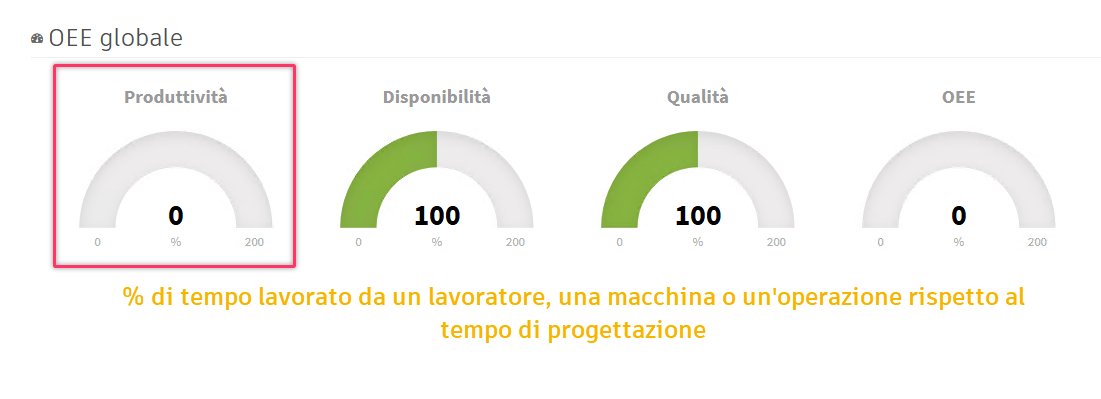 OEE globale
Produttività Disponibilità Qualità OEE
0 100 100 0
0 % 200 0 % 200 0 % 200 0 % 200
% di tempo lavorato da un lavoratore, una macchina o un'operazione rispetto al
tempo di progettazione